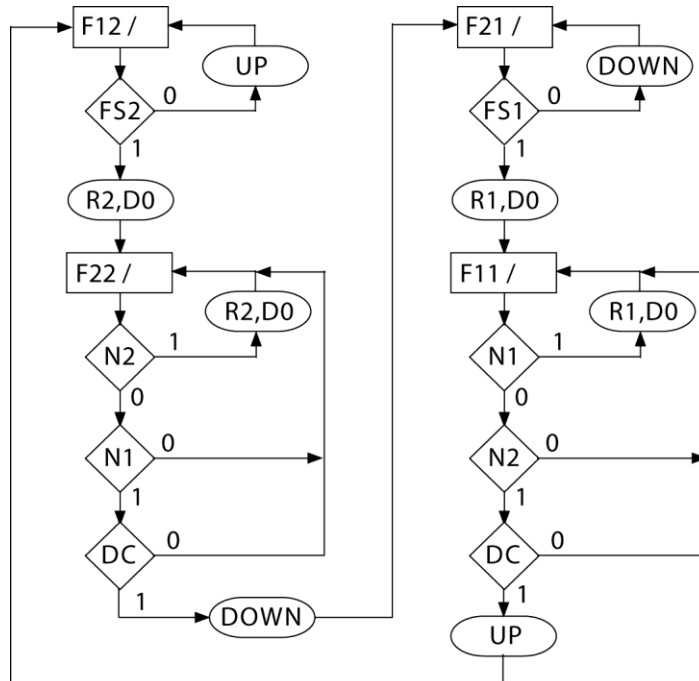 F12 /
UP
FS2
0
1
R2,D0
F22 /
R2,D0
N2
1
0
N1
0
1
DC
0
1
DOWN
F21 /
DOWN
FS1
0
1
R1,D0
F11 /
R1,D0
N1
1
0
N2
0
1
DC
0
1
UP